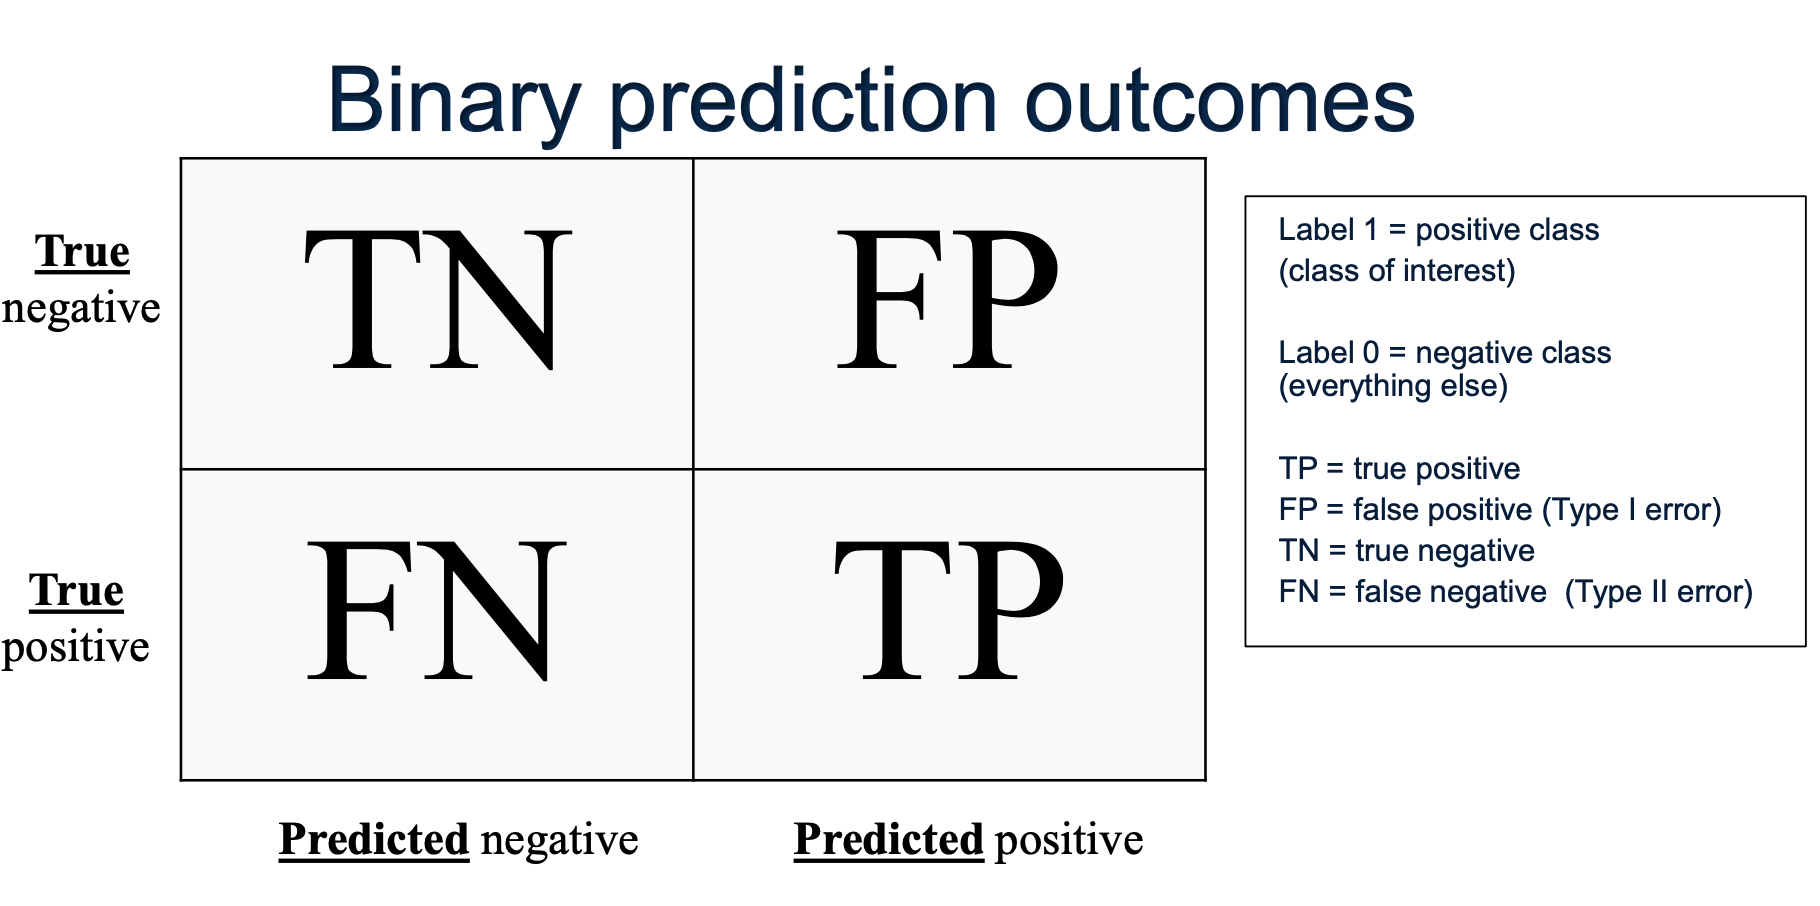 Binary prediction outcomes
True
negative
TN
FP
True
positive
FN
TP
Predicted negative
Predicted positive
Label 1 = positive class
(class of interest)
Label 0 = negative class
(everything else)
TP = true positive
FP = false positive (Type I error)
TN = true negative
FN = false negative  (Type II error)